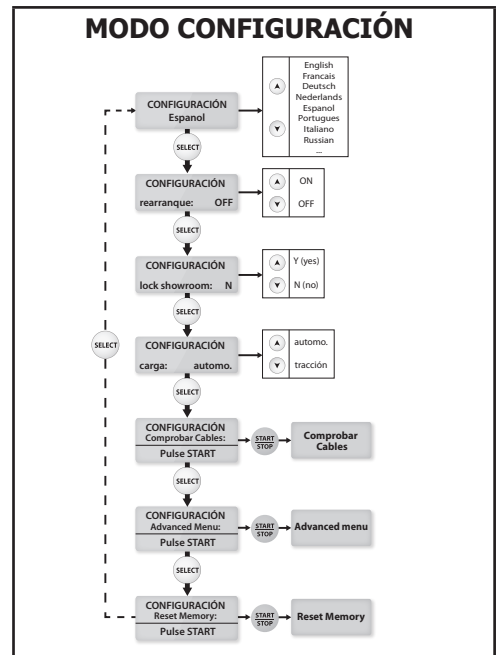 MODO CONFIGURACIÓN
CONFIGURACIÓN
Espanol
English
Francais
Deutsch
Nederlands
Espanol
Portugues
Italiano
Russian
...
SELECT
CONFIGURACIÓN
rearranque: OFF
ON
OFF
SELECT
CONFIGURACIÓN
lock showroom: N
Y (yes)
N (no)
SELECT
SELECT
CONFIGURACIÓN
carga: automo.
automo.
tracción
SELECT
CONFIGURACIÓN
Comprobar Cables:
Pulse START
START
STOP
Comprobar
Cables
SELECT
CONFIGURACIÓN
Advanced Menu:
Pulse START
START
STOP
Advanced menu
SELECT
CONFIGURACIÓN
Reset Memory:
Pulse START
START
STOP
Reset Memory